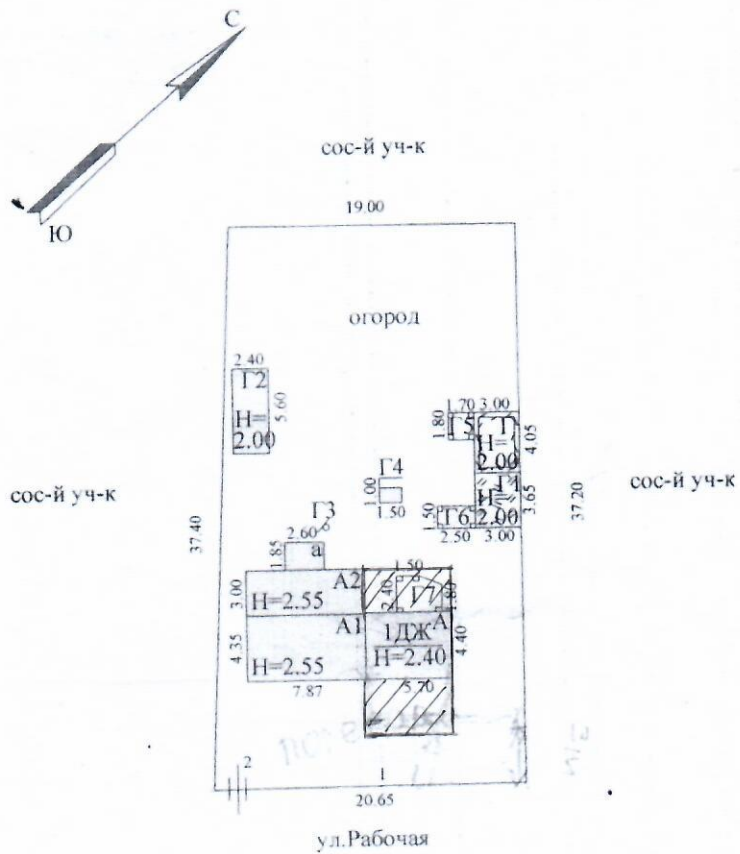 С
Ю
сос-й уч-к
19.00
огород
2.40
Г2
5.60
Н=
2.00
1.70 3.00
1.80
Г5
Г
Н=
2.00
4.05
Г4
1.00
1.50
Г1
Н=
2.00
3.65
1.50
Г6
2.50 3.00
сос-й уч-к
сос-й уч-к
37.40
37.20
Г3
2.60
1.85
а
А2
3.00
Н=2.55
1.50
2.40
Г7
1.80
А1
4.35
Н=2.55
7.87
1ДЖ
А
Н=2.40
4.40
5.70
2
1
20.65
ул.Рабочая